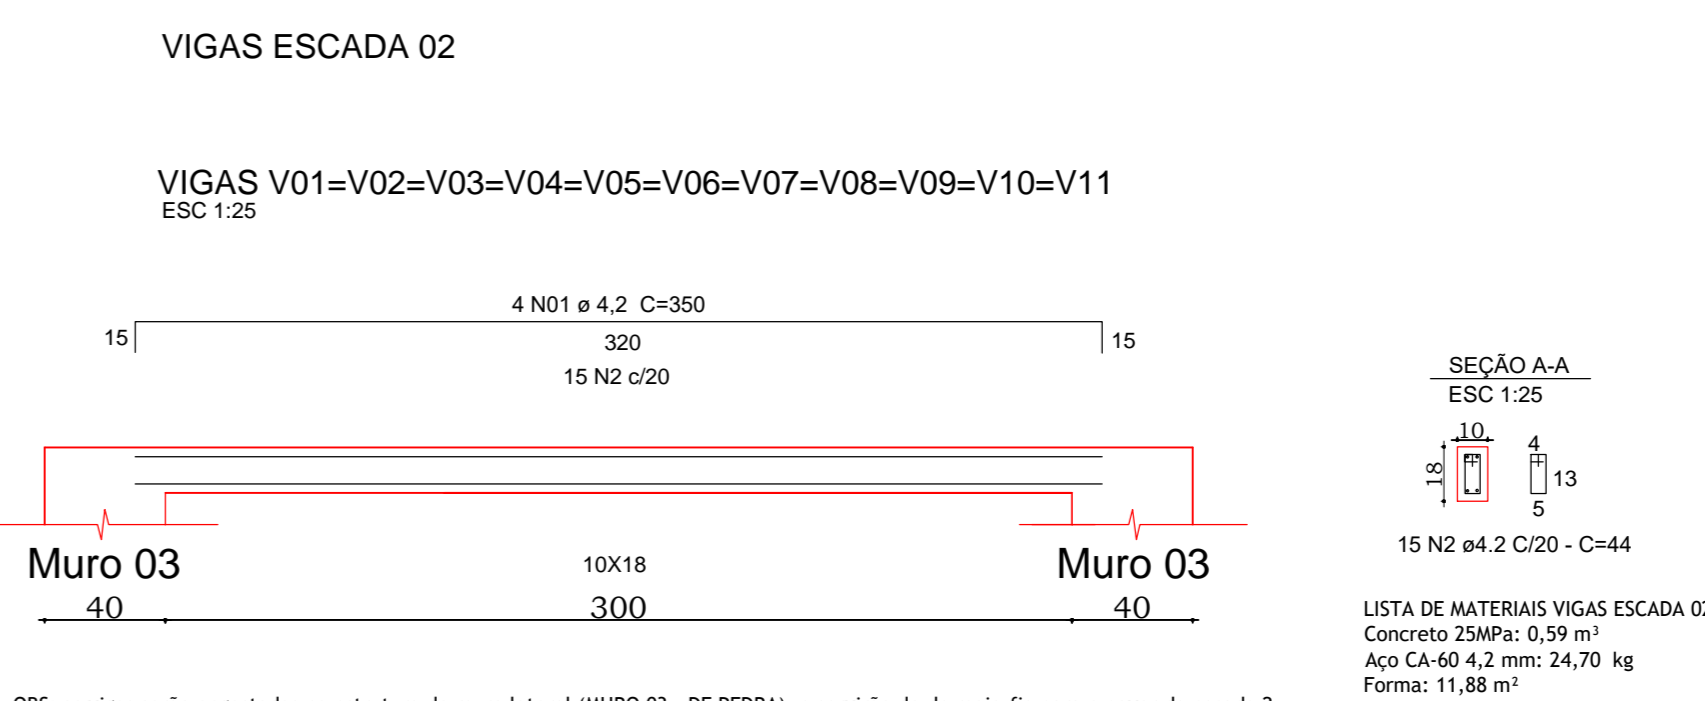 VIGAS ESCADA 02
VIGAS V01=V02=V03=V04=V05=V06=V07=V08=V09=V10=V11
ESC 1:25
4 N01 ø 4,2 C=350
15
320
15
15 N2 c/20
Muro 03
Muro 03
10X18
40
300
40
SEÇÃO A-A
ESC 1:25
10
18
4
13
5
15 N2 ø4.2 C/20 - C=44
LISTA DE MATERIAIS VIGAS ESCADA 02
Concreto 25MPa: 0,59 m³
Aço CA-60 4,2 mm: 24,70 kg
Forma: 11,88 m²
(MURO 03 - DE PEDRA)